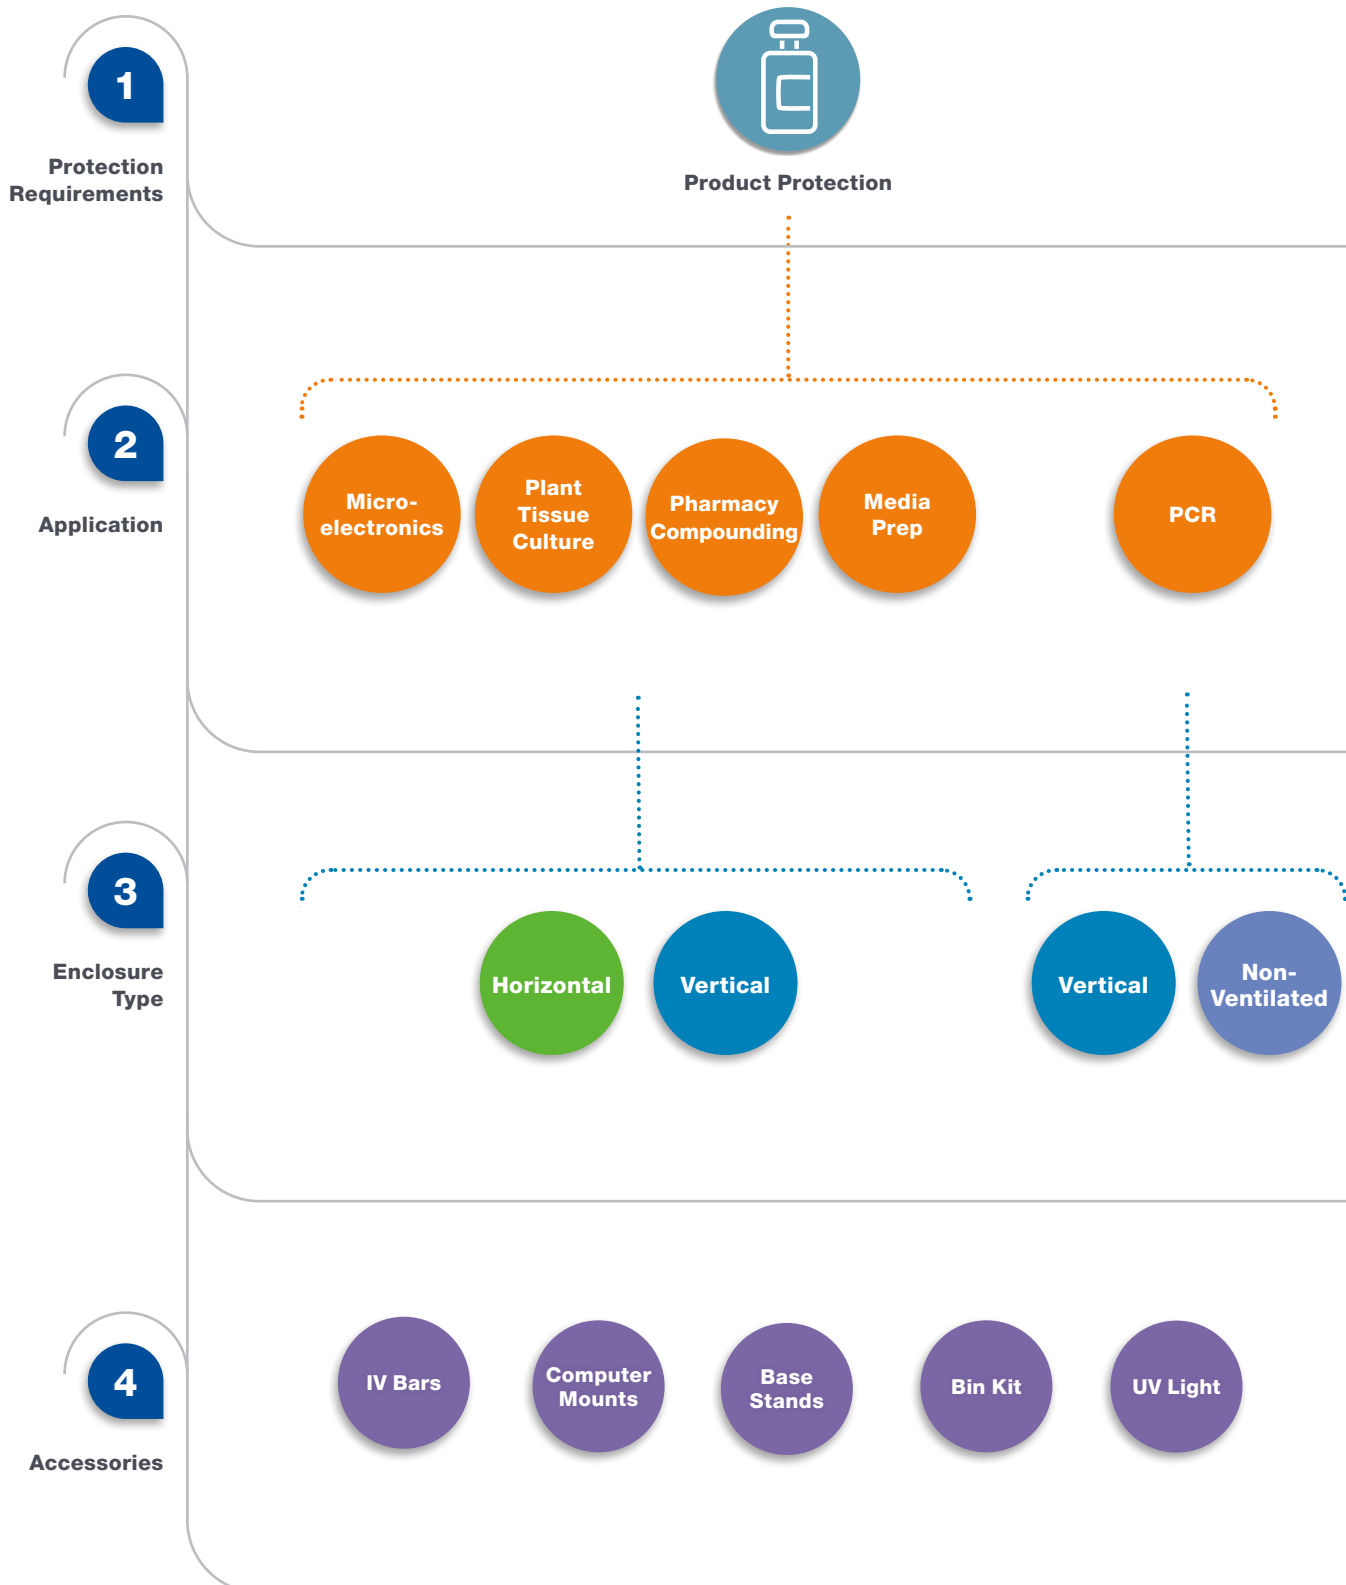 1
Protection
Requirements
Product Protection
2
Application
Micro-
electronics
Plant
Tissue
Culture
Pharmacy
Compounding
Media
Prep
PCR
3
Enclosure
Type
Horizontal
Vertical
Vertical
Non-
Ventilated
4
Accessories
IV Bars
Computer
Mounts
Base
Stands
Bin Kit
UV Light